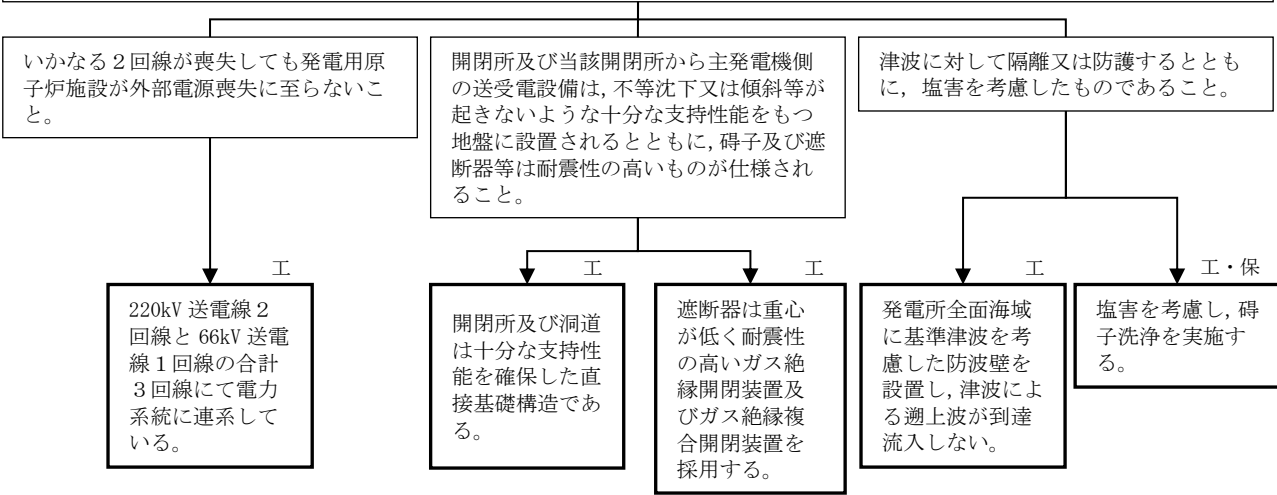 いかなる２回線が喪失しても発電用原
子炉施設が外部電源喪失に至らないこ
と。
開閉所及び当該開閉所から主発電機側
の送受電設備は，不等沈下又は傾斜等が
起きないような十分な支持性能をもつ
地盤に設置されるとともに，碍子及び遮
断器等は耐震性の高いものが仕様され
ること。
津波に対して隔離又は防護するととも
に，塩害を考慮したものであること。
工
220kV 送電線２
回線と 66kV 送電
線１回線の合計
３回線にて電力
系統に連系して
いる。
工
開閉所及び洞道
は十分な支持性
能を確保した直
接基礎構造であ
る。
工
遮断器は重心
が低く耐震性
の高いガス絶
縁開閉装置及
びガス絶縁複
合開閉装置を
採用する。
工
発電所全面海域
に基準津波を考
慮した防波壁を
設置し，津波によ
る遡上波が到達
流入しない。
工・保
塩害を考慮し，碍
子洗浄を実施す
る。